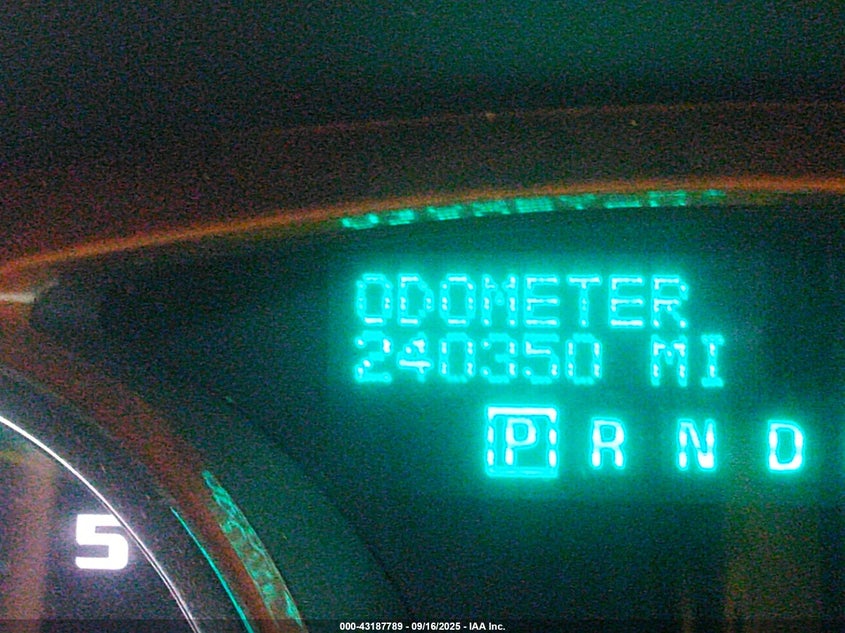 ODOMETER
240350 MI
P R N D
5
000-43187789 - 09/16/2025 - IAA Inc.